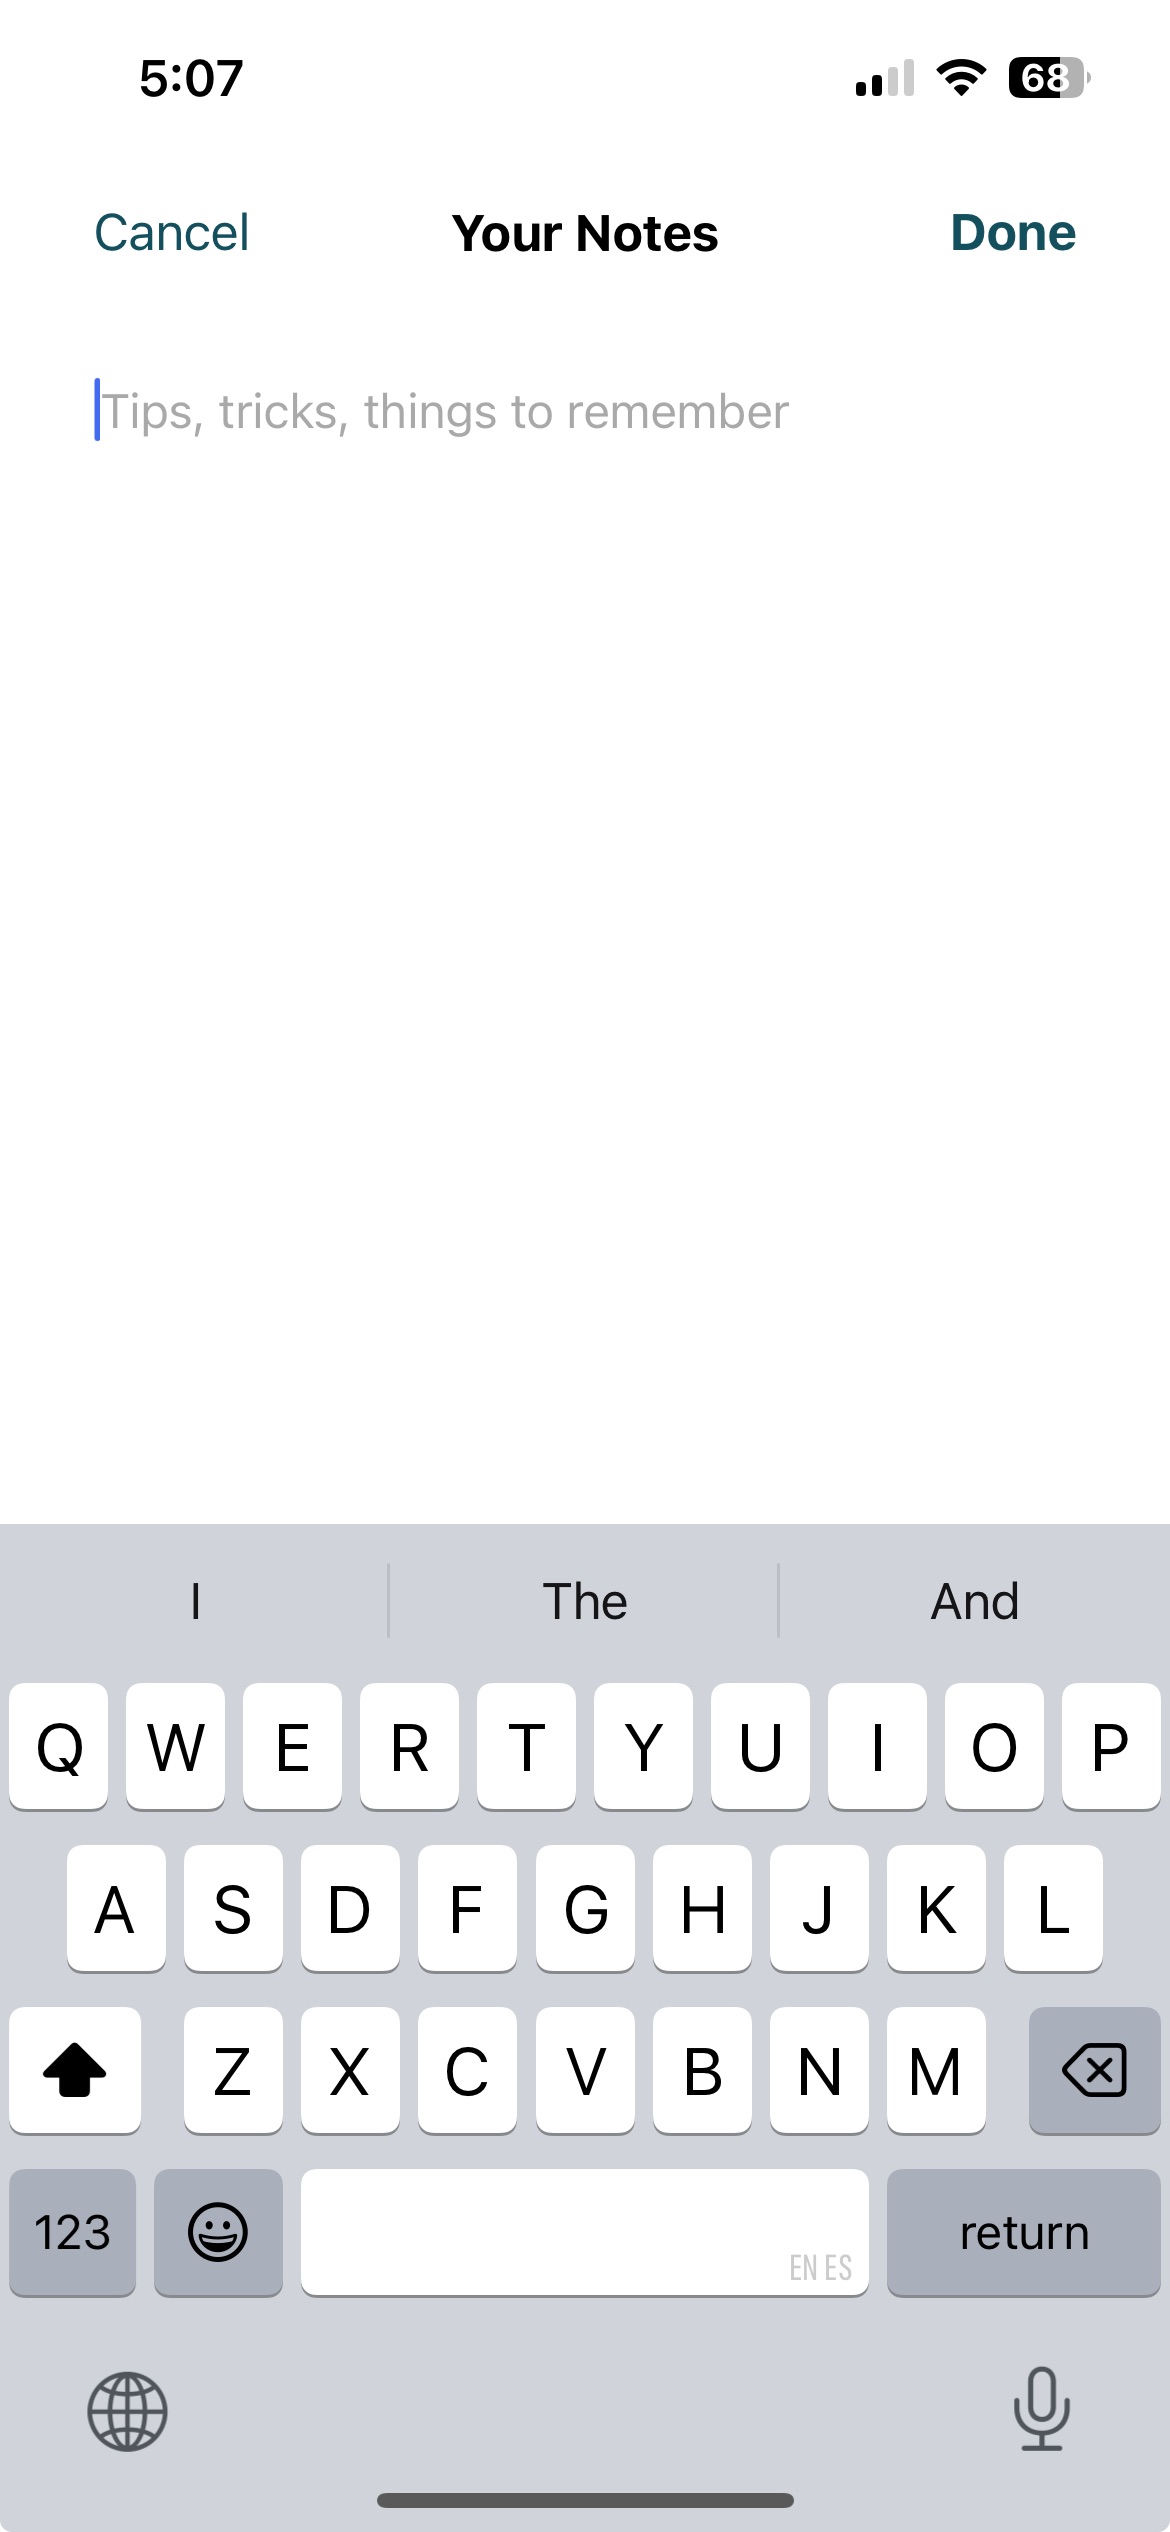 5:07 68
Cancel Your Notes Done
Tips, tricks, things to remember
I The And
Q W E R T Y U I O P
A S D F G H J K L
Z X C V B N M
123 EN ES return